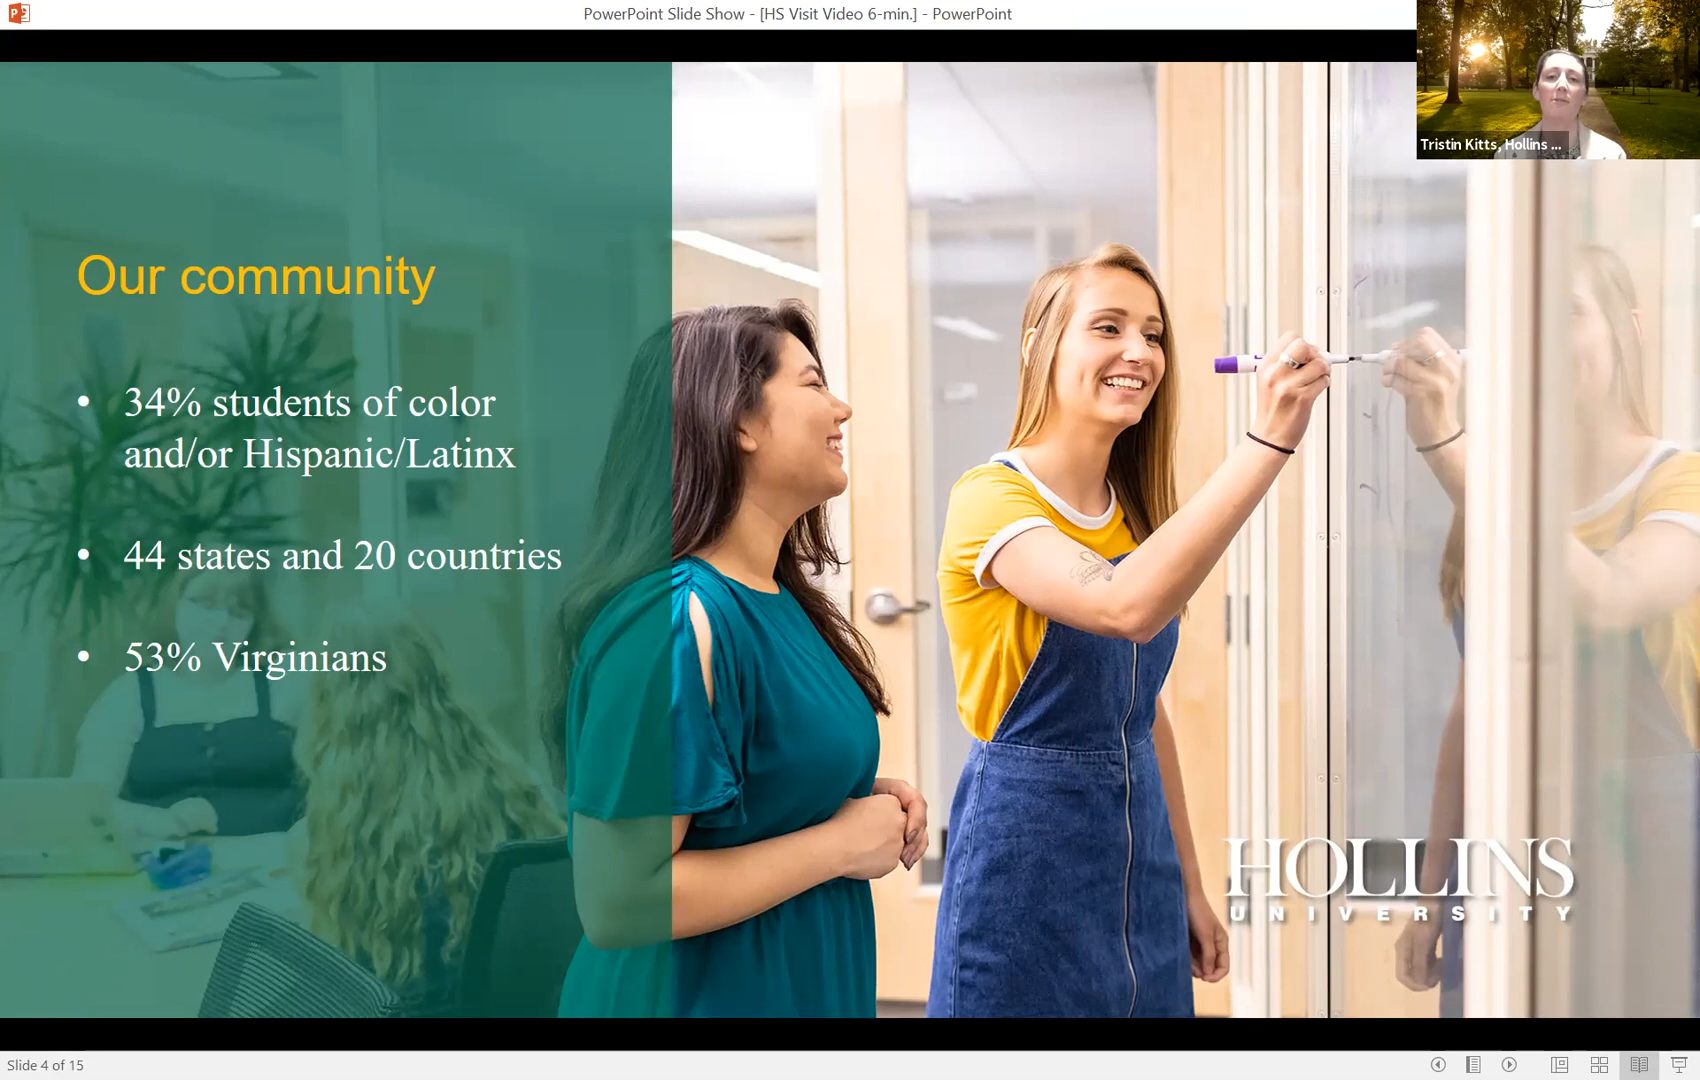 PowerPoint Slide Show - [HS Visit Video 6-min.] - PowerPoint
Tristin Kitts, Hollins ...
Our community
• 34% students of color
and/or Hispanic/Latinx
• 44 states and 20 countries
• 53% Virginians
HOLLINS
UNIVERSITY
Slide 4 of 15